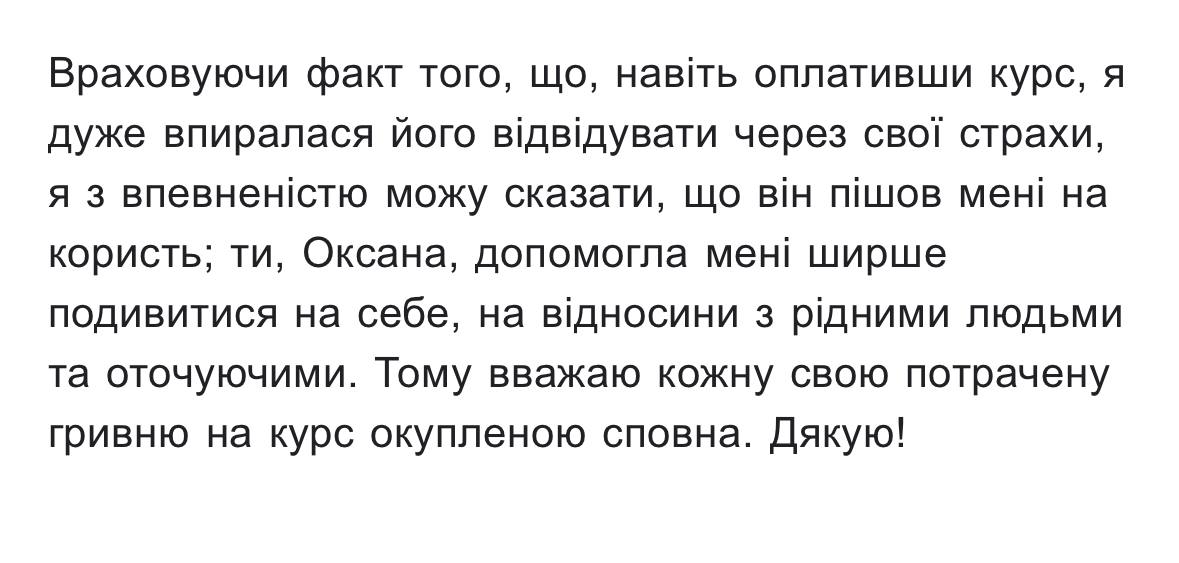 Враховуючи факт того, що, навіть оплативши курс, я
дуже впиралася його відвідувати через свої страхи,
я з впевненістю можу сказати, що він пішов мені на
користь; ти, Оксана, допомогла мені ширше
подивитися на себе, на відносини з рідними людьми
та оточуючими. Тому вважаю кожну свою потрачену
гривню на курс окупленою сповна. Дякую!